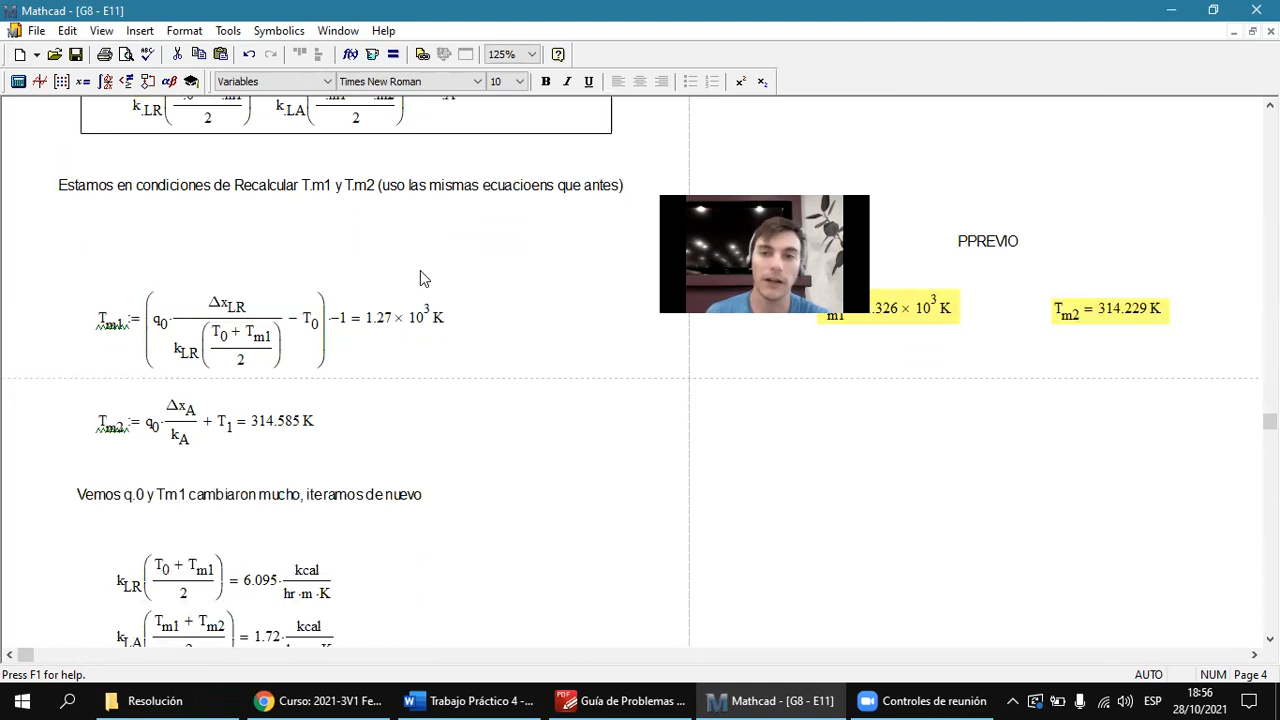 Mathcad - [G8 - E11]
File Edit View Insert Format Tools Symbolics Window Help
125%
Variables Times New Roman 10 B I U
k.LR( 2 ) k.LA( 2 )
Estamos en condiciones de Recalcular T.m1 y T.m2 (uso las mismas ecuacioens que antes)
PPREVIO
T_m1 := ( q_0 · Δx_LR / k_LR( (T_0 + T_m1) / 2 ) − T_0 ) · −1 = 1.27 × 10^3 K
m1 .326 × 10^3 K T_m2 = 314.229 K
T_m2 := q_0 · Δx_A / k_A + T_1 = 314.585 K
Vemos q.0 y Tm1 cambiaron mucho, iteramos de nuevo
k_LR( (T_0 + T_m1) / 2 ) = 6.095 · kcal / hr · m · K
k_LA( (T_m1 + T_m2) = 1.72 · kcal
Press F1 for help. AUTO NUM Page 4
Resolución Curso: 2021-3V1 Fe... Trabajo Práctico 4 -... Guía de Problemas ... Mathcad - [G8 - E11] Controles de reunión ESP 18:56
28/10/2021